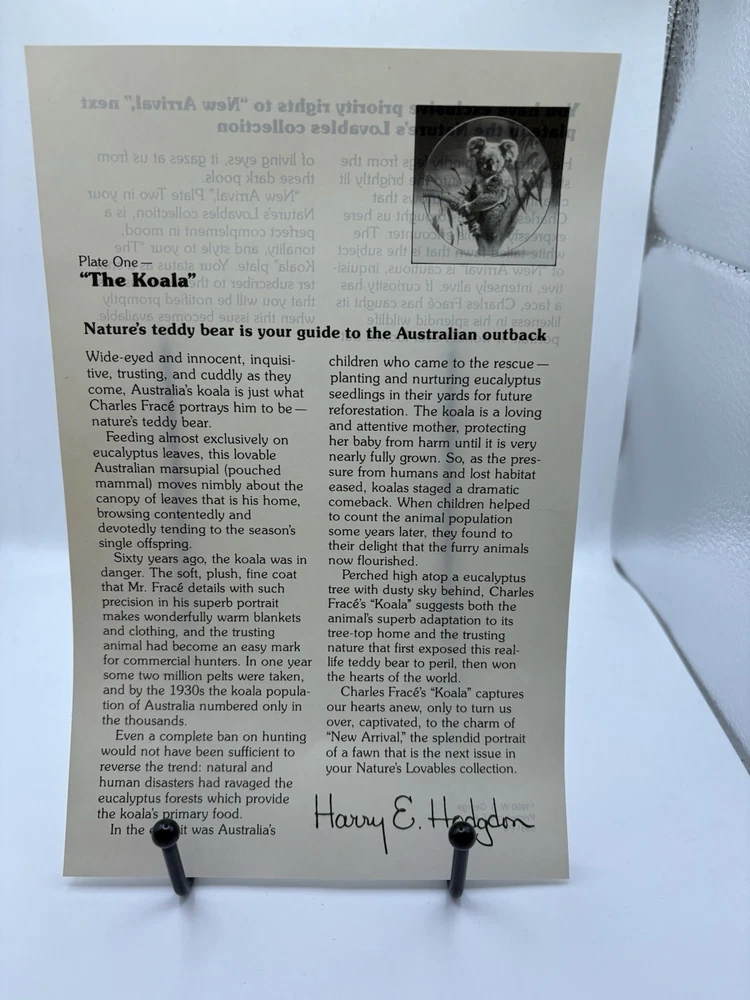 Plate One —
"The Koala"
Nature's teddy bear is your guide to the Australian outback
Wide-eyed and innocent, inquisi-
tive, trusting, and cuddly as they
come, Australia's koala is just what
Charles Fracé portrays him to be —
nature's teddy bear.
Feeding almost exclusively on
eucalyptus leaves, this lovable
Australian marsupial (pouched
mammal) moves nimbly about the
canopy of leaves that is his home,
browsing contentedly and
devotedly tending to the season's
single offspring.
Sixty years ago, the koala was in
danger. The soft, plush, fine coat
that Mr. Fracé details with such
precision in his superb portrait
makes wonderfully warm blankets
and clothing, and the trusting
animal had become an easy mark
for commercial hunters. In one year
some two million pelts were taken,
and by the 1930s the koala popula-
tion of Australia numbered only in
the thousands.
Even a complete ban on hunting
would not have been sufficient to
reverse the trend: natural and
human disasters had ravaged the
eucalyptus forests which provide
the koala's primary food.
In the it was Australia's
children who came to the rescue —
planting and nurturing eucalyptus
seedlings in their yards for future
reforestation. The koala is a loving
and attentive mother, protecting
her baby from harm until it is very
nearly fully grown. So, as the pres-
sure from humans and lost habitat
eased, koalas staged a dramatic
comeback. When children helped
to count the animal population
some years later, they found to
their delight that the furry animals
now flourished.
Perched high atop a eucalyptus
tree with dusty sky behind, Charles
Fracé's "Koala" suggests both the
animal's superb adaptation to its
tree-top home and the trusting
nature that first exposed this real-
life teddy bear to peril, then won
the hearts of the world.
Charles Fracé's "Koala" captures
our hearts anew, only to turn us
over, captivated, to the charm of
"New Arrival," the splendid portrait
of a fawn that is the next issue in
your Nature's Lovables collection.
Harry E. Hodgdon